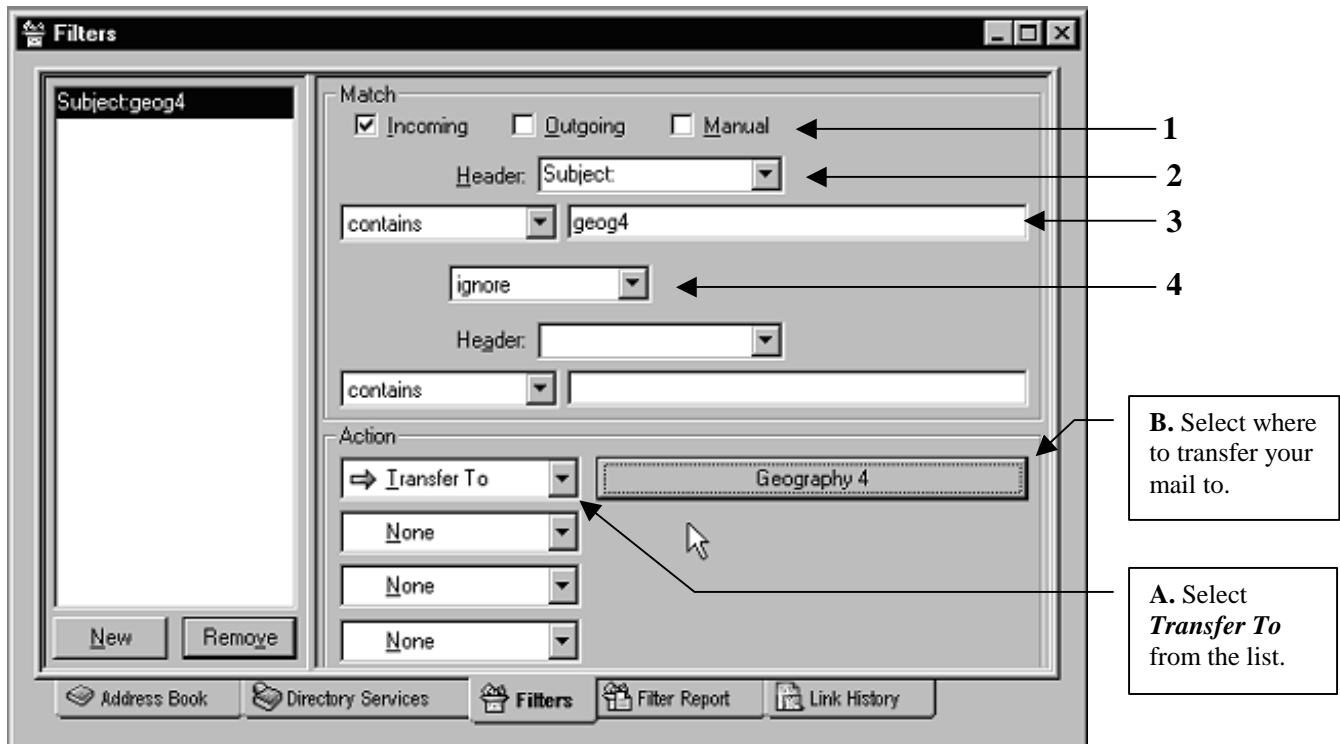 Filters
Subject:geog4
Match
Incoming Outgoing Manual
1
Header: Subject:
2
contains geog4
3
ignore
4
Header:
contains
Action
Transfer To Geography 4
None
None
None
New Remove
Address Book Directory Services Filters Filter Report Link History
B. Select where
to transfer your
mail to.
A. Select
Transfer To
from the list.